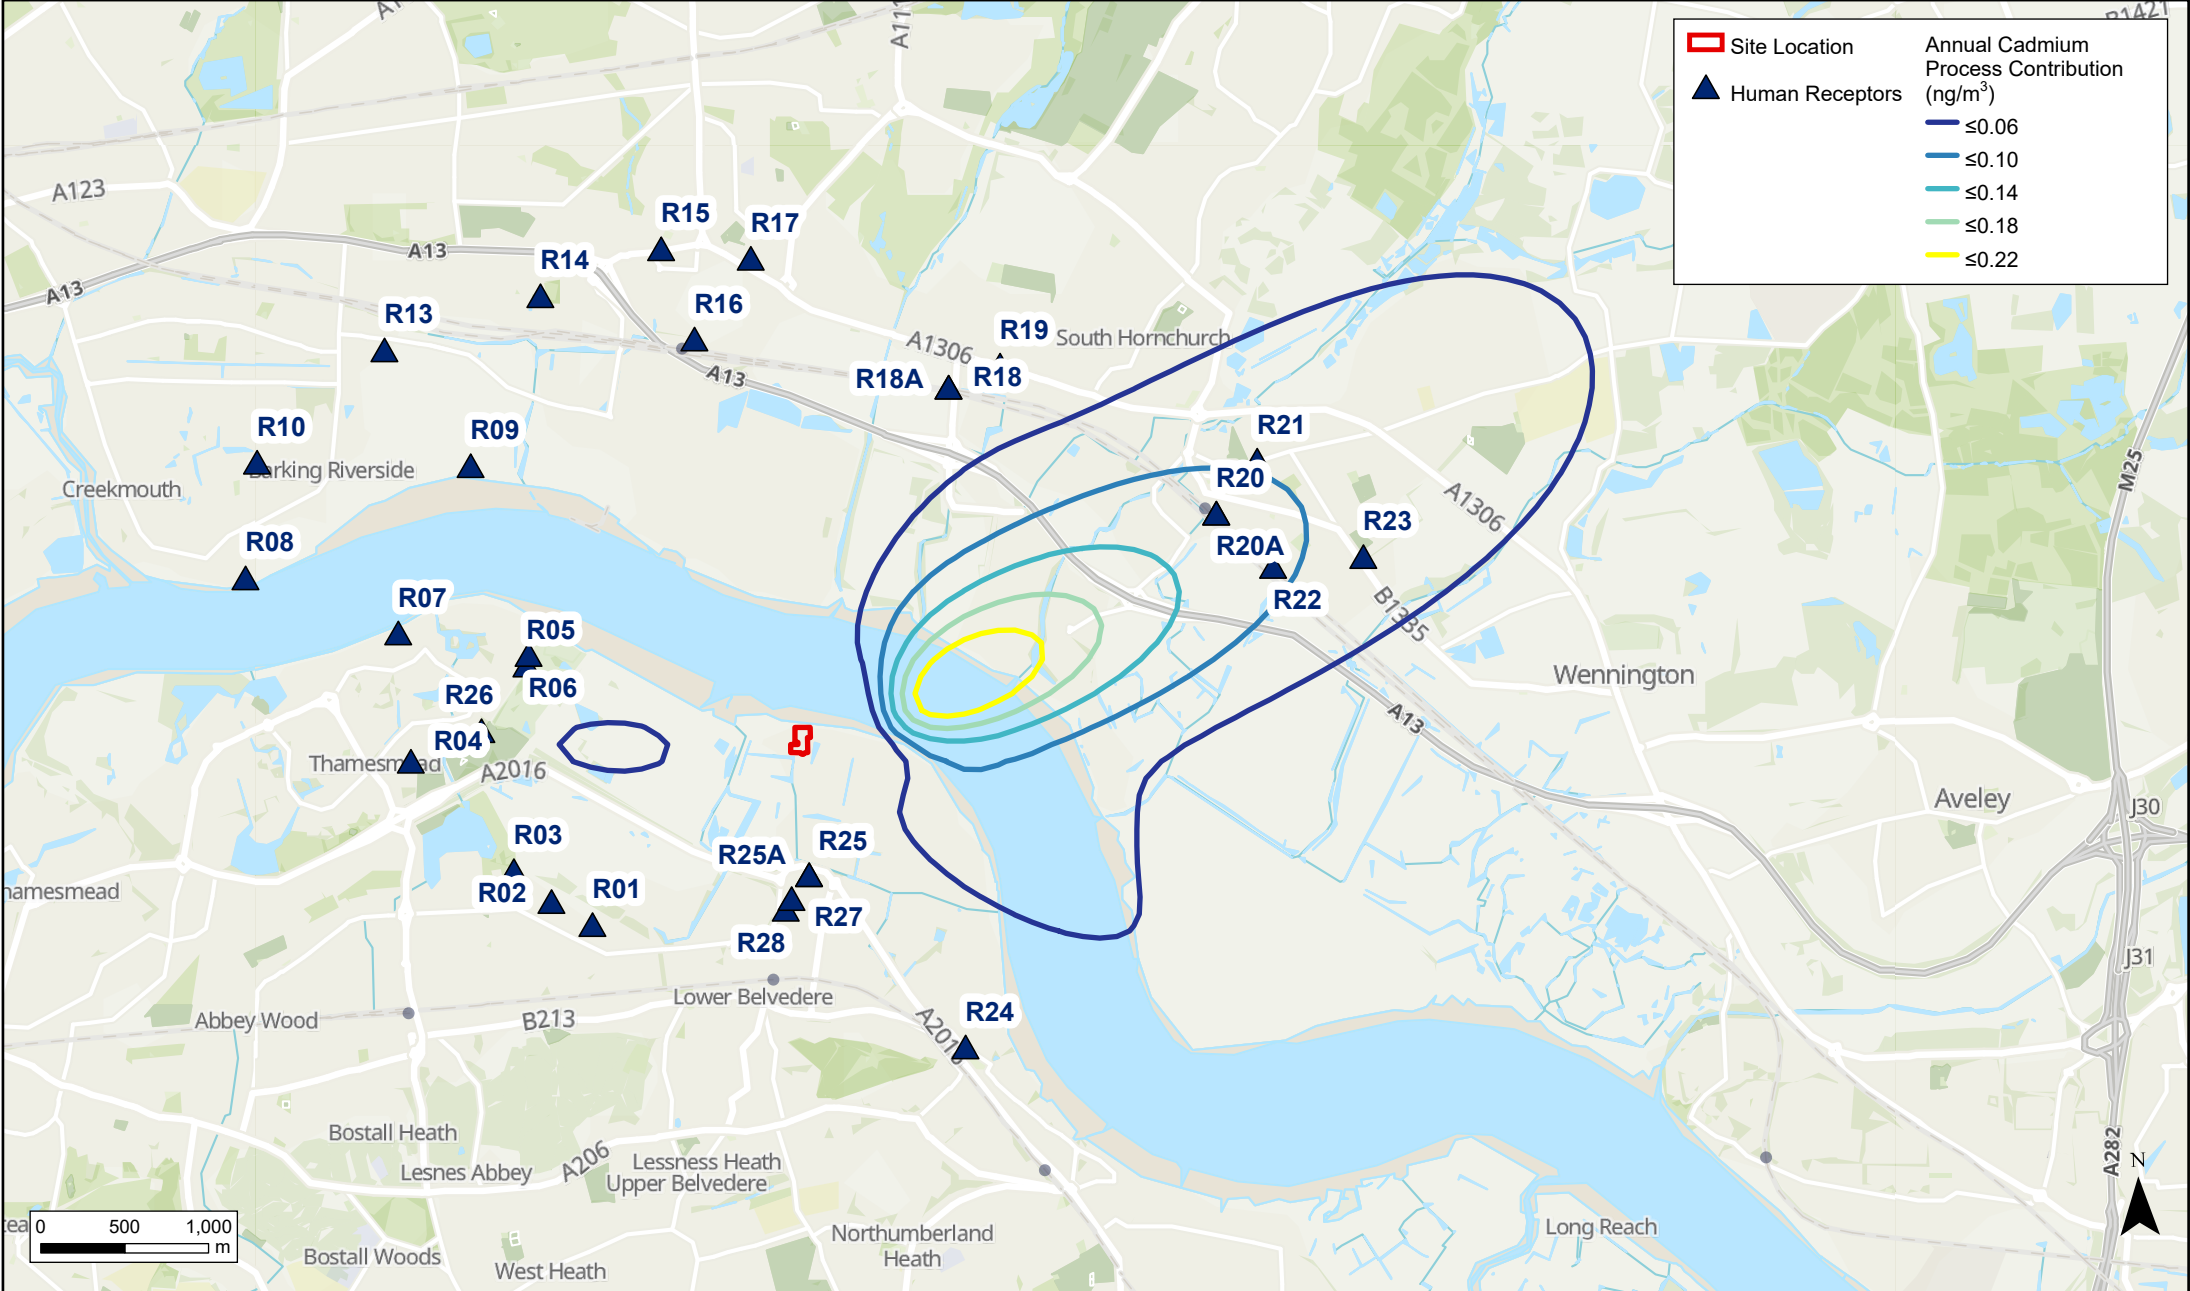 A111
B1421
Site Location
Human Receptors
Annual Cadmium
Process Contribution
(ng/m³)
≤0.06
≤0.10
≤0.14
≤0.18
≤0.22
A123
R15
R17
A13
R14
A13
R13
R16
R19
South Hornchurch
A1306
R18A
R18
A13
R10
R09
R21
arking Riverside
Creekmouth
R20
M25
A1306
R23
R08
R20A
R07
R22
B1335
R05
R06
R26
Wennington
R04
Thamesmead
A2016
A13
Aveley
J30
R03
R25
R25A
R02
R01
hamesmead
R27
R28
J31
Lower Belvedere
Abbey Wood
B213
R24
A2016
Bostall Heath
Lesnes Abbey
A206
Lessness Heath
Upper Belvedere
A282
N
0 500 1,000
m
Northumberland
Heath
Long Reach
Bostall Woods
West Heath